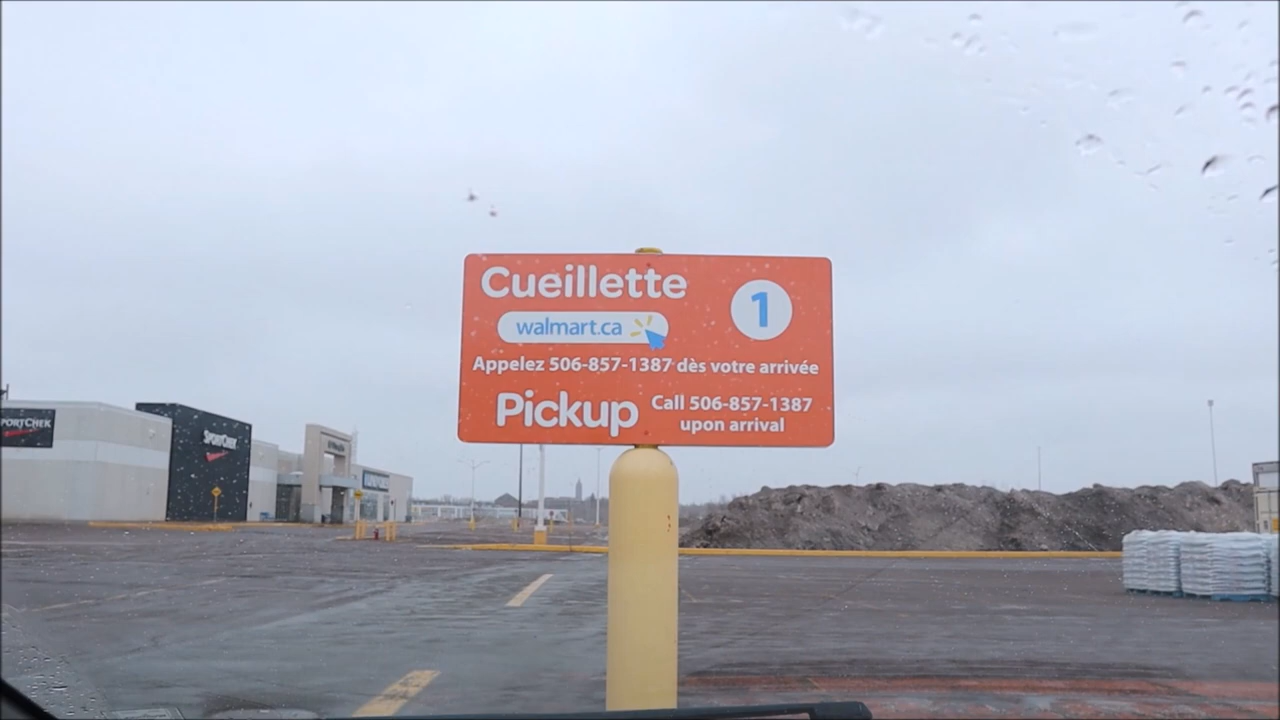 Cueillette
1
walmart.ca
Appelez 506-857-1387 dès votre arrivée
Pickup
Call 506-857-1387
upon arrival
SPORTCHEK
SPORTCHEK